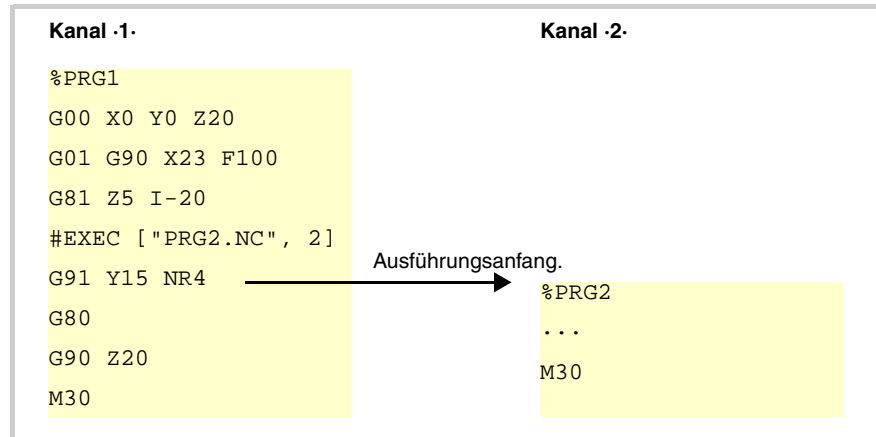 Kanal ·1·
%PRG1
G00 X0 Y0 Z20
G01 G90 X23 F100
G81 Z5 I-20
#EXEC ["PRG2.NC", 2]
G91 Y15 NR4
G80
G90 Z20
M30
Ausführungsanfang.
Kanal ·2·
%PRG2
...
M30